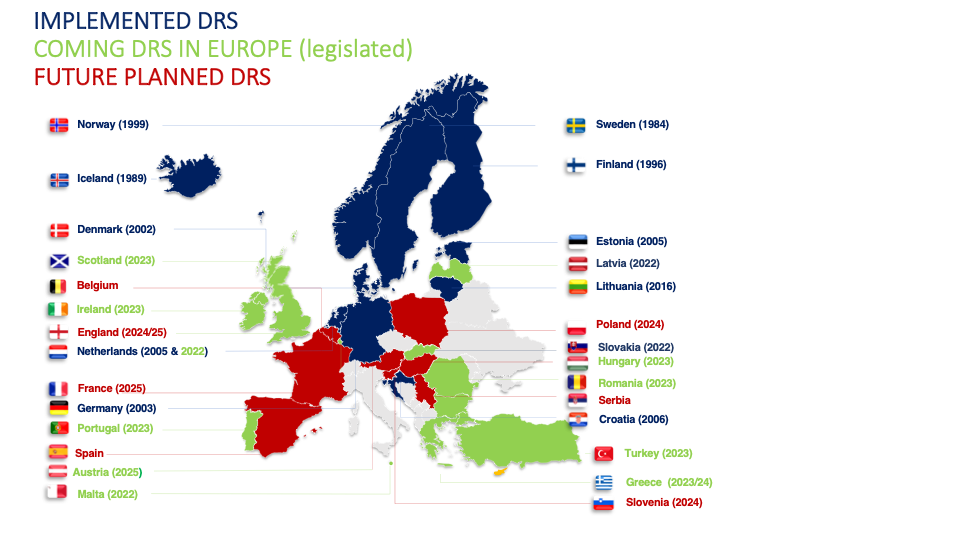 IMPLEMENTED DRS
COMING DRS IN EUROPE (legislated)
FUTURE PLANNED DRS
Norway (1999)
Iceland (1989)
Denmark (2002)
Scotland (2023)
Belgium
Ireland (2023)
England (2024/25)
Netherlands (2005 & 2022)
France (2025)
Germany (2003)
Portugal (2023)
Spain
Austria (2025)
Malta (2022)
Sweden (1984)
Finland (1996)
Estonia (2005)
Latvia (2022)
Lithuania (2016)
Poland (2024)
Slovakia (2022)
Hungary (2023)
Romania (2023)
Serbia
Croatia (2006)
Turkey (2023)
Greece (2023/24)
Slovenia (2024)